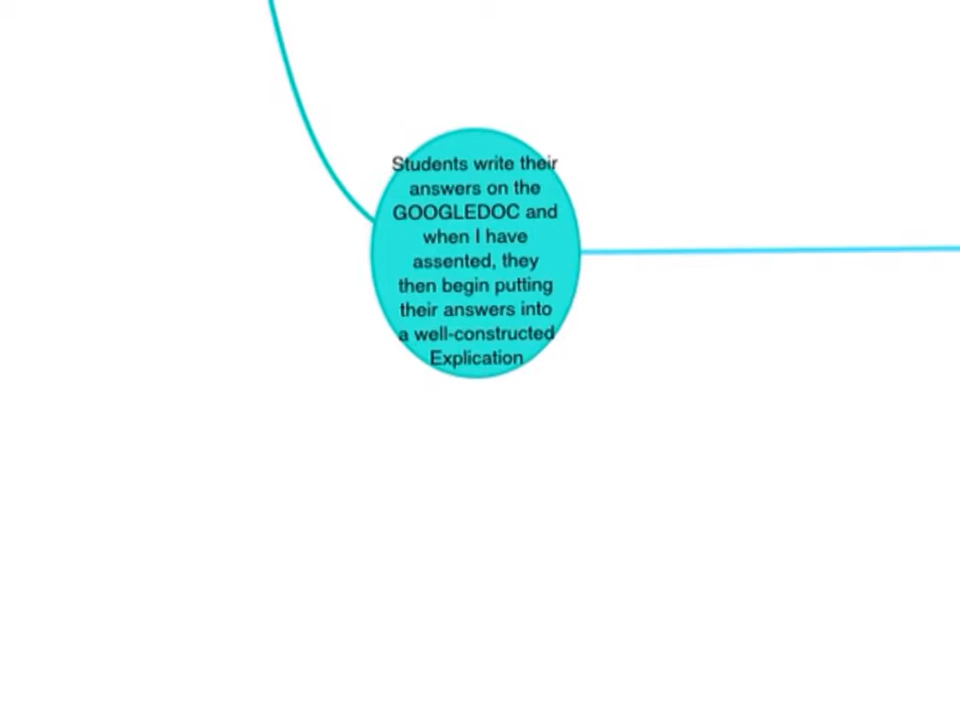 Students write their
answers on the
GOOGLEDOC and
when I have
assented, they
then begin putting
their answers into
a well-constructed
Explication